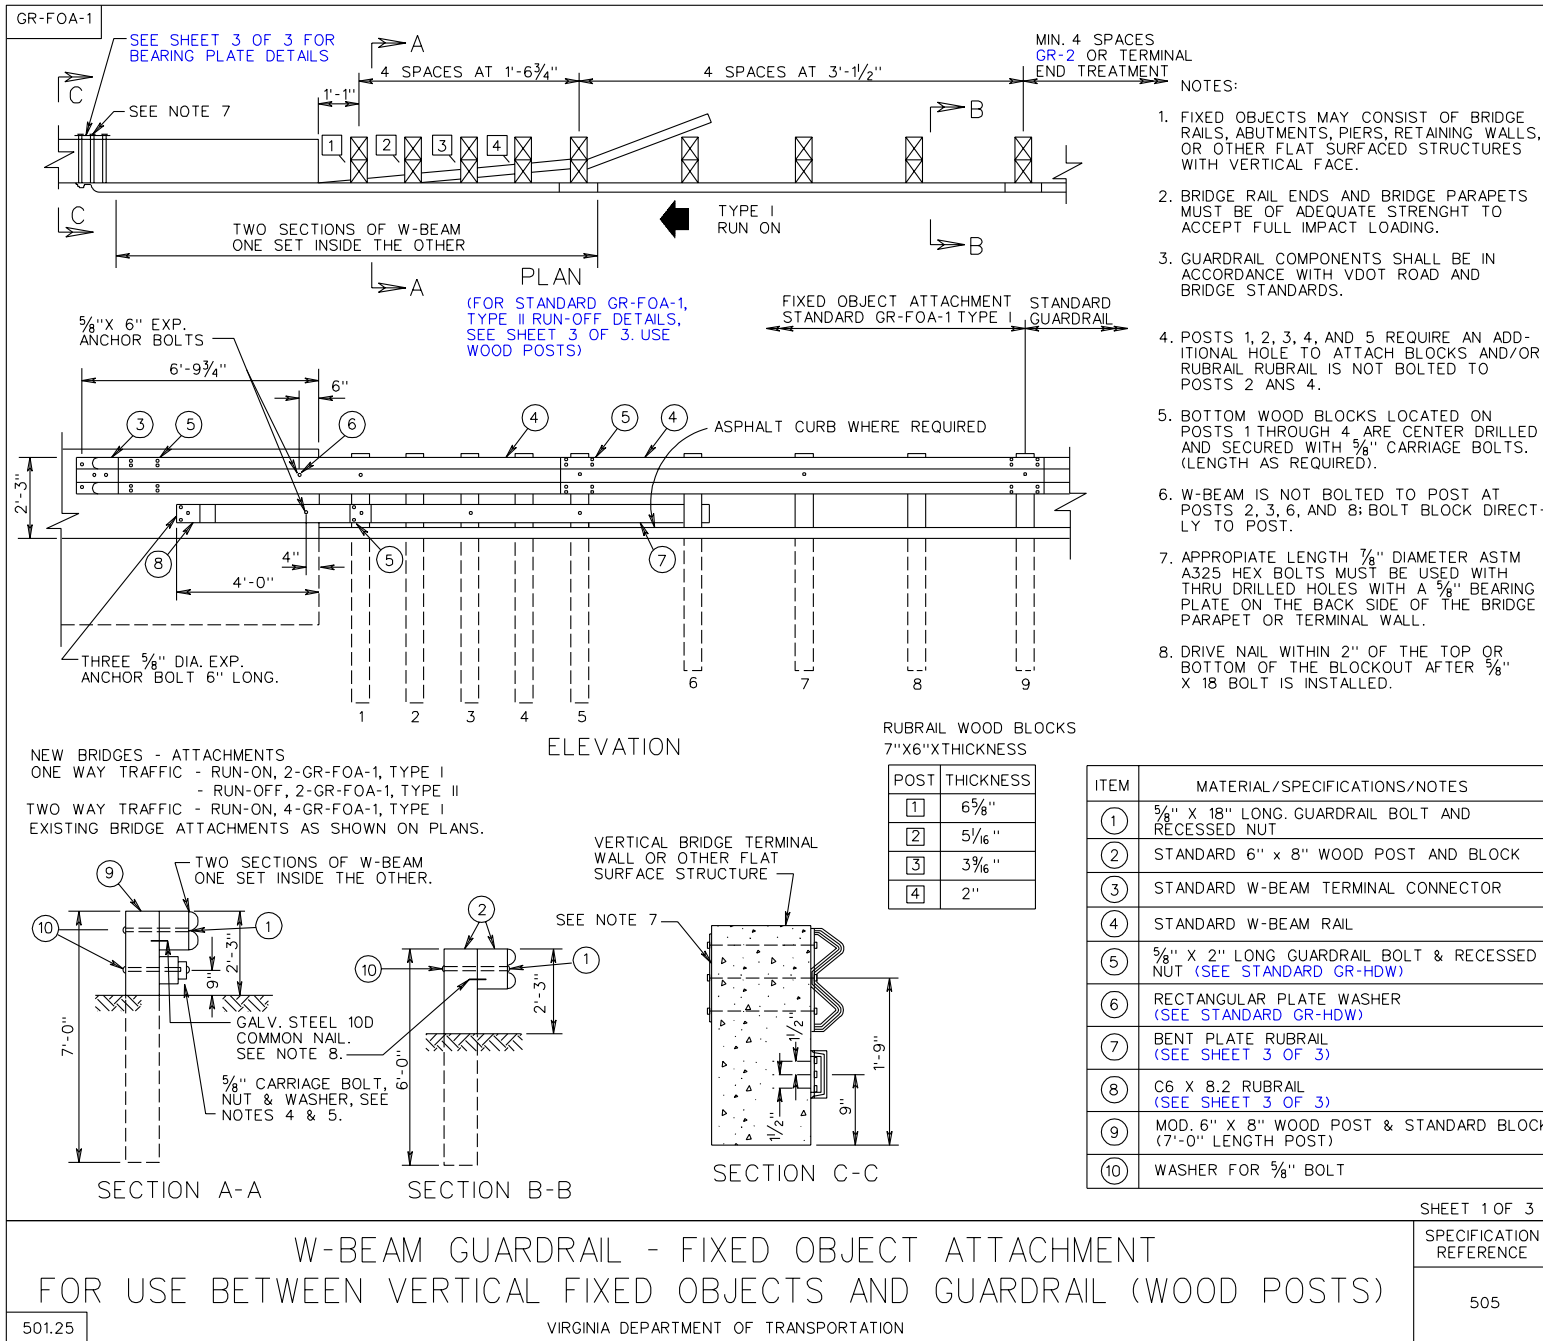 GR-FOA-1
SEE SHEET 3 OF 3 FOR
BEARING PLATE DETAILS
A
4 SPACES AT 1'-6¾"
4 SPACES AT 3'-1½"
MIN. 4 SPACES
GR-2 OR TERMINAL
END TREATMENT
C
1'-1"
SEE NOTE 7
B
1
2
3
4
C
TWO SECTIONS OF W-BEAM
ONE SET INSIDE THE OTHER
TYPE I
RUN ON
B
A
PLAN
(FOR STANDARD GR-FOA-1,
TYPE II RUN-OFF DETAILS,
SEE SHEET 3 OF 3. USE
WOOD POSTS)
FIXED OBJECT ATTACHMENT
STANDARD GR-FOA-1 TYPE I
STANDARD
GUARDRAIL
⅝"X 6" EXP.
ANCHOR BOLTS
6'-9¾"
6"
3
5
6
4
5
4
ASPHALT CURB WHERE REQUIRED
2'-3"
8
4"
5
7
4'-0"
THREE ⅝" DIA. EXP.
ANCHOR BOLT 6" LONG.
1
2
3
4
5
6
7
8
9
ELEVATION
NOTES:
1. FIXED OBJECTS MAY CONSIST OF BRIDGE
RAILS, ABUTMENTS, PIERS, RETAINING WALLS,
OR OTHER FLAT SURFACED STRUCTURES
WITH VERTICAL FACE.
2. BRIDGE RAIL ENDS AND BRIDGE PARAPETS
MUST BE OF ADEQUATE STRENGHT TO
ACCEPT FULL IMPACT LOADING.
3. GUARDRAIL COMPONENTS SHALL BE IN
ACCORDANCE WITH VDOT ROAD AND
BRIDGE STANDARDS.
4. POSTS 1, 2, 3, 4, AND 5 REQUIRE AN ADD-
ITIONAL HOLE TO ATTACH BLOCKS AND/OR
RUBRAIL RUBRAIL IS NOT BOLTED TO
POSTS 2 ANS 4.
5. BOTTOM WOOD BLOCKS LOCATED ON
POSTS 1 THROUGH 4 ARE CENTER DRILLED
AND SECURED WITH ⅝" CARRIAGE BOLTS.
(LENGTH AS REQUIRED).
6. W-BEAM IS NOT BOLTED TO POST AT
POSTS 2, 3, 6, AND 8; BOLT BLOCK DIRECT-
LY TO POST.
7. APPROPIATE LENGTH ⅞" DIAMETER ASTM
A325 HEX BOLTS MUST BE USED WITH
THRU DRILLED HOLES WITH A ⅝" BEARING
PLATE ON THE BACK SIDE OF THE BRIDGE
PARAPET OR TERMINAL WALL.
8. DRIVE NAIL WITHIN 2" OF THE TOP OR
BOTTOM OF THE BLOCKOUT AFTER ⅝"
X 18 BOLT IS INSTALLED.
NEW BRIDGES - ATTACHMENTS
ONE WAY TRAFFIC - RUN-ON, 2-GR-FOA-1, TYPE I
- RUN-OFF, 2-GR-FOA-1, TYPE II
TWO WAY TRAFFIC - RUN-ON, 4-GR-FOA-1, TYPE I
EXISTING BRIDGE ATTACHMENTS AS SHOWN ON PLANS.
RUBRAIL WOOD BLOCKS
7"X6"XTHICKNESS
POST THICKNESS
1 6⅝"
2 5 1/16"
3 3 9/16"
4 2"
9
TWO SECTIONS OF W-BEAM
ONE SET INSIDE THE OTHER.
10
1
2'-3"
9"
7'-0"
GALV. STEEL 10D
COMMON NAIL.
SEE NOTE 8.
⅝" CARRIAGE BOLT,
NUT & WASHER, SEE
NOTES 4 & 5.
SECTION A-A
2
10
1
2'-3"
6'-0"
SECTION B-B
VERTICAL BRIDGE TERMINAL
WALL OR OTHER FLAT
SURFACE STRUCTURE
SEE NOTE 7
1½"
1'-9"
9"
1½"
SECTION C-C
ITEM MATERIAL/SPECIFICATIONS/NOTES
1 ⅝" X 18" LONG. GUARDRAIL BOLT AND
RECESSED NUT
2 STANDARD 6" x 8" WOOD POST AND BLOCK
3 STANDARD W-BEAM TERMINAL CONNECTOR
4 STANDARD W-BEAM RAIL
5 ⅝" X 2" LONG GUARDRAIL BOLT & RECESSED
NUT (SEE STANDARD GR-HDW)
6 RECTANGULAR PLATE WASHER
(SEE STANDARD GR-HDW)
7 BENT PLATE RUBRAIL
(SEE SHEET 3 OF 3)
8 C6 X 8.2 RUBRAIL
(SEE SHEET 3 OF 3)
9 MOD. 6" X 8" WOOD POST & STANDARD BLOCK
(7'-0" LENGTH POST)
10 WASHER FOR ⅝" BOLT
SHEET 1 OF 3
W-BEAM GUARDRAIL - FIXED OBJECT ATTACHMENT
FOR USE BETWEEN VERTICAL FIXED OBJECTS AND GUARDRAIL (WOOD POSTS)
VIRGINIA DEPARTMENT OF TRANSPORTATION
501.25
SPECIFICATION
REFERENCE
505